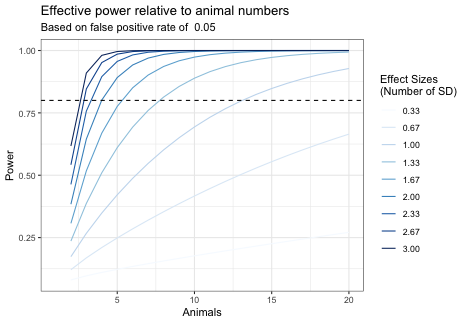 Effective power relative to animal numbers
Based on false positive rate of  0.05
1.00
0.75
0.50
0.25
Power
5
10
15
20
Animals
Effect Sizes
(Number of SD)
0.33
0.67
1.00
1.33
1.67
2.00
2.33
2.67
3.00